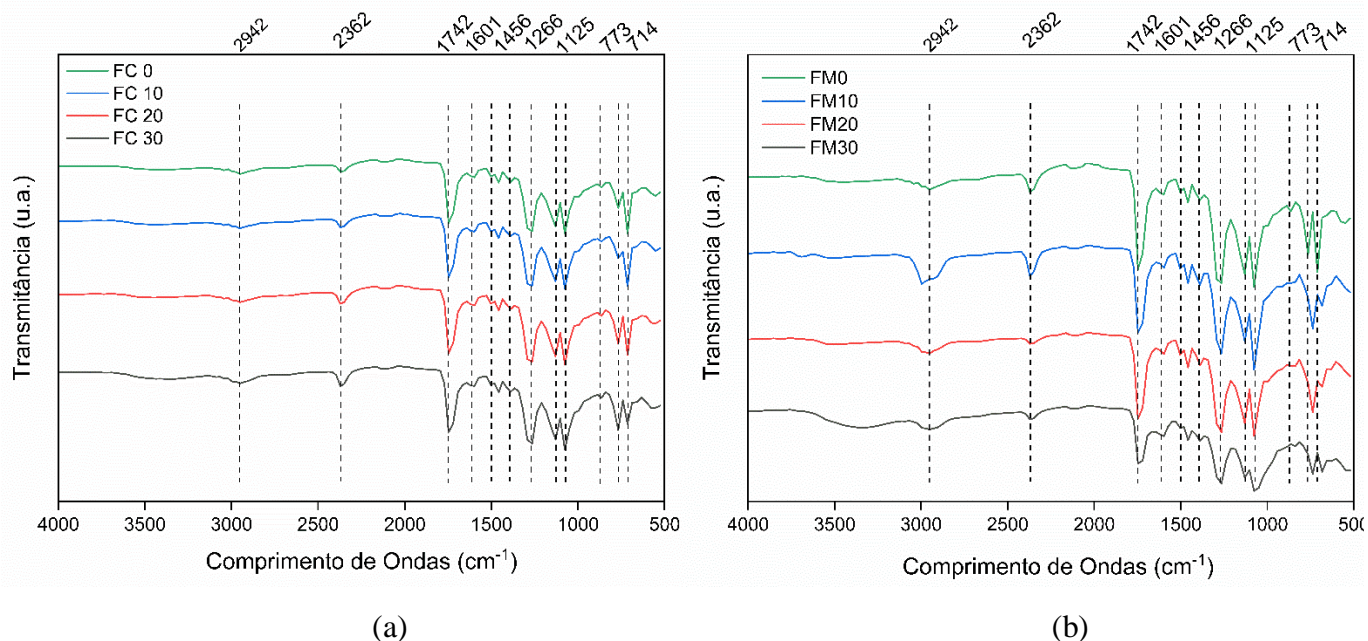 2942 2362 1742 1601 1456 1266 1125 773 714
FC 0
FC 10
FC 20
FC 30
Transmitância (u.a.)
4000 3500 3000 2500 2000 1500 1000 500
Comprimento de Ondas (cm⁻¹)
(a)
2942 2362 1742 1601 1456 1266 1125 773 714
FM0
FM10
FM20
FM30
Transmitância (u.a.)
4000 3500 3000 2500 2000 1500 1000 500
Comprimento de Ondas (cm⁻¹)
(b)